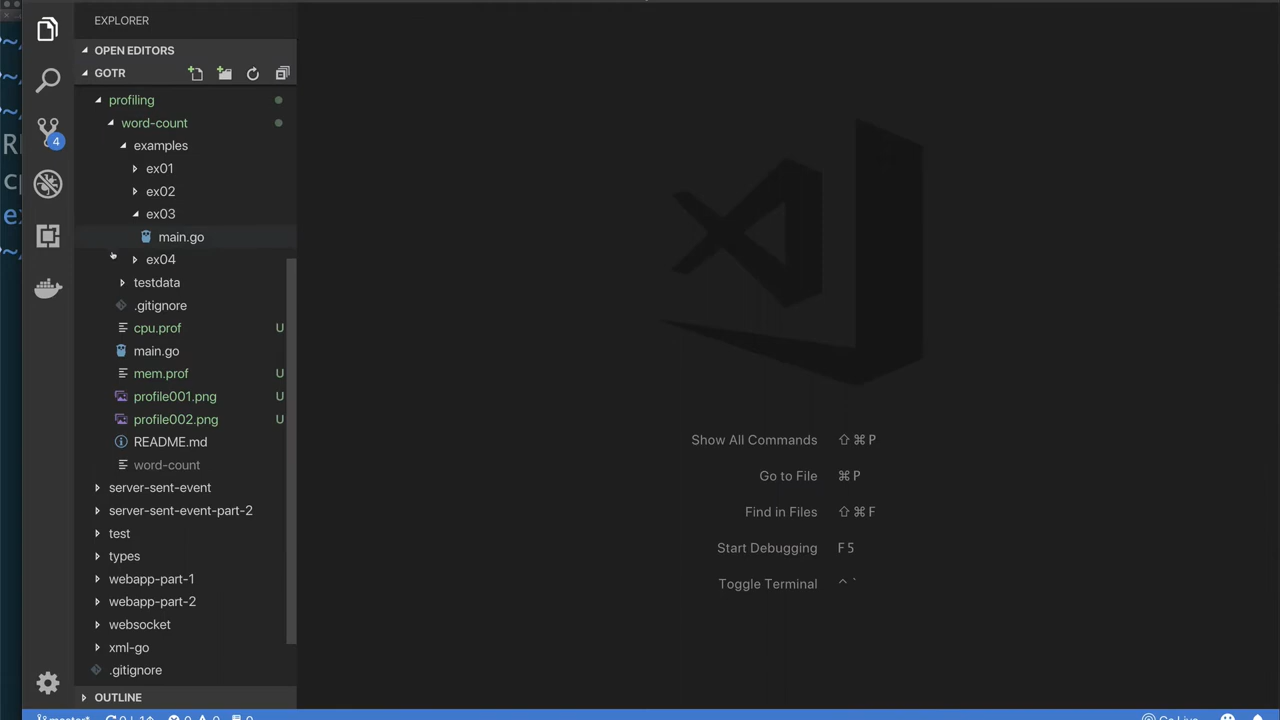 EXPLORER
OPEN EDITORS
GOTR
profiling
word-count
examples
ex01
ex02
ex03
main.go
ex04
testdata
.gitignore
cpu.prof U
main.go
mem.prof U
profile001.png U
profile002.png U
README.md
word-count
server-sent-event
server-sent-event-part-2
test
types
webapp-part-1
webapp-part-2
websocket
xml-go
.gitignore
OUTLINE
4
Show All Commands ⇧ ⌘ P
Go to File ⌘ P
Find in Files ⇧ ⌘ F
Start Debugging F5
Toggle Terminal ^ `
master*
Go Live